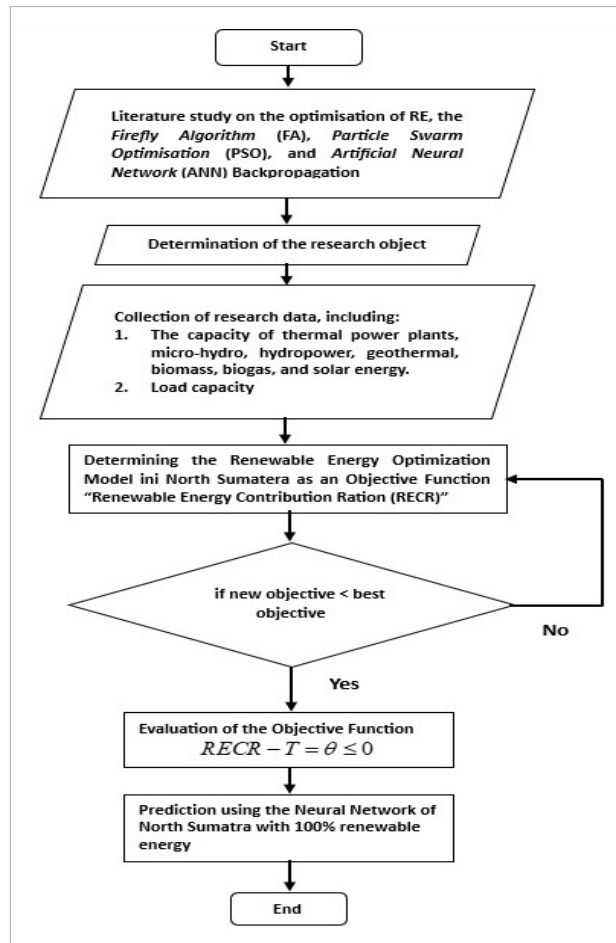 Start
Literature study on the optimisation of RE, the
Firefly Algorithm (FA), Particle Swarm
Optimisation (PSO), and Artificial Neural
Network (ANN) Backpropagation
Determination of the research object
Collection of research data, including:
1. The capacity of thermal power plants,
micro-hydro, hydropower, geothermal,
biomass, biogas, and solar energy.
2. Load capacity
Determining the Renewable Energy Optimization
Model ini North Sumatera as an Objective Function
“Renewable Energy Contribution Ration (RECR)”
if new objective < best
objective
No
Yes
Evaluation of the Objective Function
RECR − T = θ ≤ 0
Prediction using the Neural Network of
North Sumatra with 100% renewable
energy
End